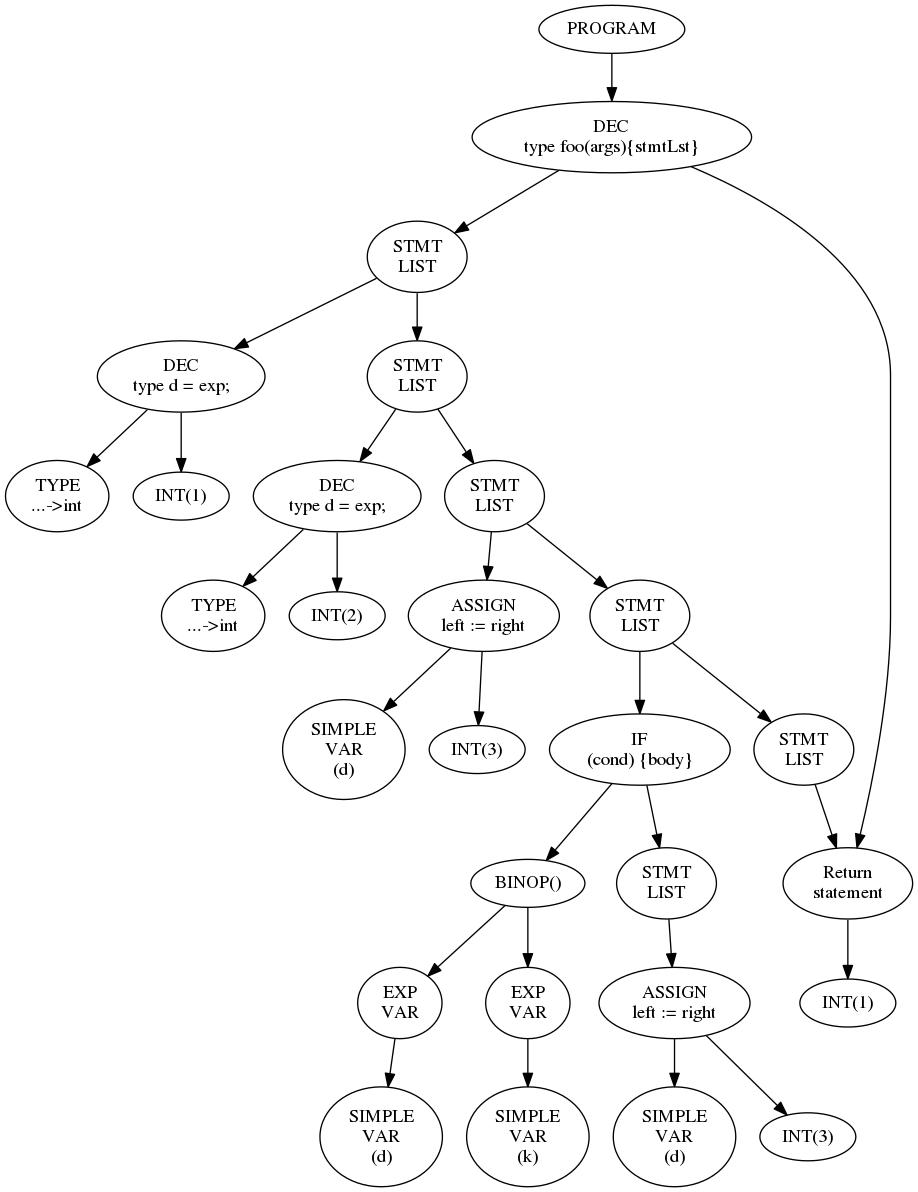 PROGRAM
DEC
type foo(args){stmtLst}
STMT
LIST
DEC
type d = exp;
STMT
LIST
TYPE
...->int
INT(1)
DEC
type d = exp;
STMT
LIST
TYPE
...->int
INT(2)
ASSIGN
left := right
STMT
LIST
SIMPLE
VAR
(d)
INT(3)
IF
(cond) {body}
STMT
LIST
BINOP()
STMT
LIST
Return
statement
EXP
VAR
EXP
VAR
ASSIGN
left := right
INT(1)
SIMPLE
VAR
(d)
SIMPLE
VAR
(k)
SIMPLE
VAR
(d)
INT(3)